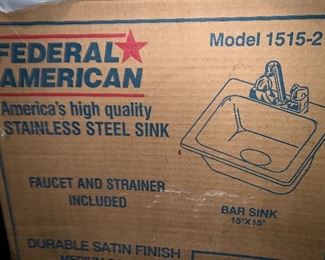 FEDERAL
AMERICAN
America's high quality
STAINLESS STEEL SINK
Model 1515-2
FAUCET AND STRAINER
INCLUDED
BAR SINK
15"X15"
DURABLE SATIN FINISH